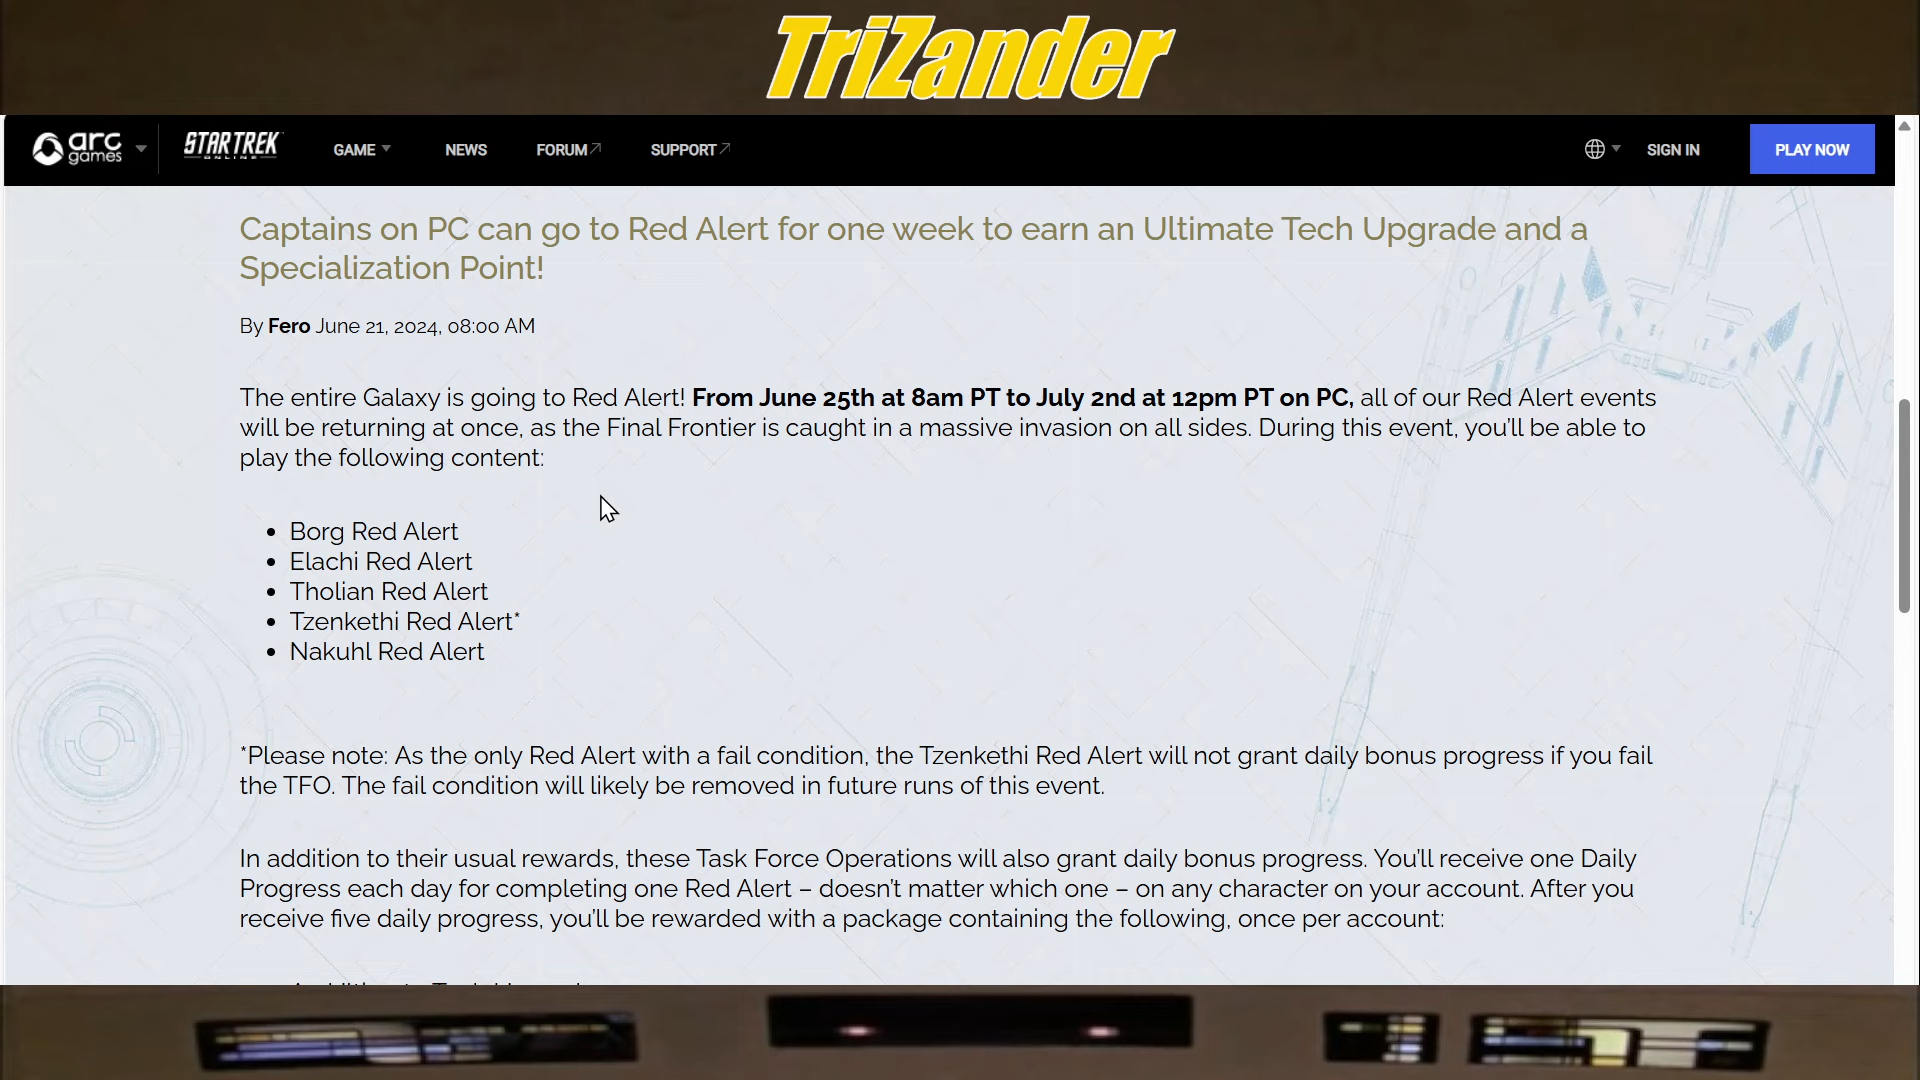 TriZander
arc games
STAR TREK ONLINE
GAME
NEWS
FORUM
SUPPORT
SIGN IN
PLAY NOW
Captains on PC can go to Red Alert for one week to earn an Ultimate Tech Upgrade and a
Specialization Point!
By Fero June 21, 2024, 08:00 AM
The entire Galaxy is going to Red Alert! From June 25th at 8am PT to July 2nd at 12pm PT on PC, all of our Red Alert events
will be returning at once, as the Final Frontier is caught in a massive invasion on all sides. During this event, you'll be able to
play the following content:
• Borg Red Alert
• Elachi Red Alert
• Tholian Red Alert
• Tzenkethi Red Alert*
• Nakuhl Red Alert
*Please note: As the only Red Alert with a fail condition, the Tzenkethi Red Alert will not grant daily bonus progress if you fail
the TFO. The fail condition will likely be removed in future runs of this event.
In addition to their usual rewards, these Task Force Operations will also grant daily bonus progress. You'll receive one Daily
Progress each day for completing one Red Alert – doesn't matter which one – on any character on your account. After you
receive five daily progress, you'll be rewarded with a package containing the following, once per account: